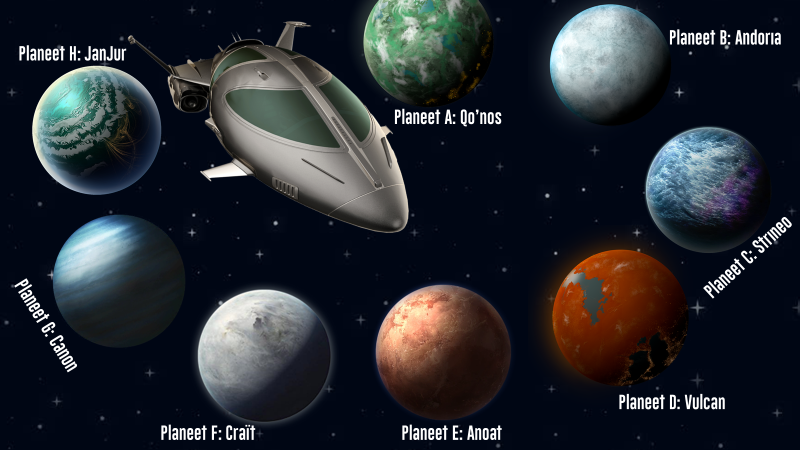 Planeet H: JanJur
Planeet A: Qo'nos
Planeet B: Andoria
Planeet C: Strineo
Planeet D: Vulcan
Planeet E: Anoat
Planeet F: Craït
Planeet G: Canon